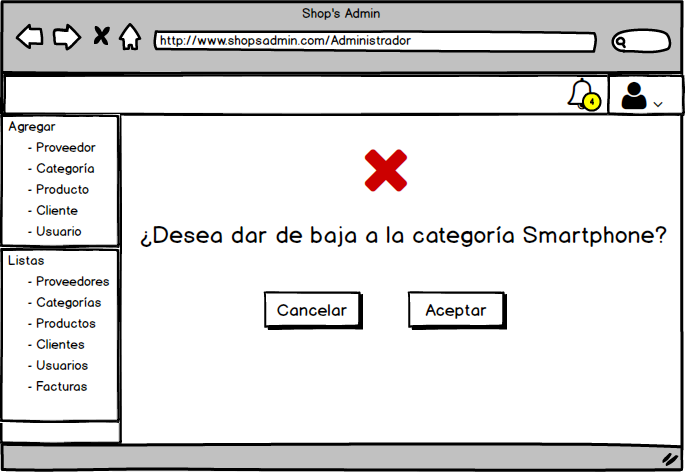 Shop's Admin
http://www.shopsadmin.com/Administrador
4
Agregar
- Proveedor
- Categoría
- Producto
- Cliente
- Usuario
Listas
- Proveedores
- Categorías
- Productos
- Clientes
- Usuarios
- Facturas
¿Desea dar de baja a la categoría Smartphone?
Cancelar
Aceptar